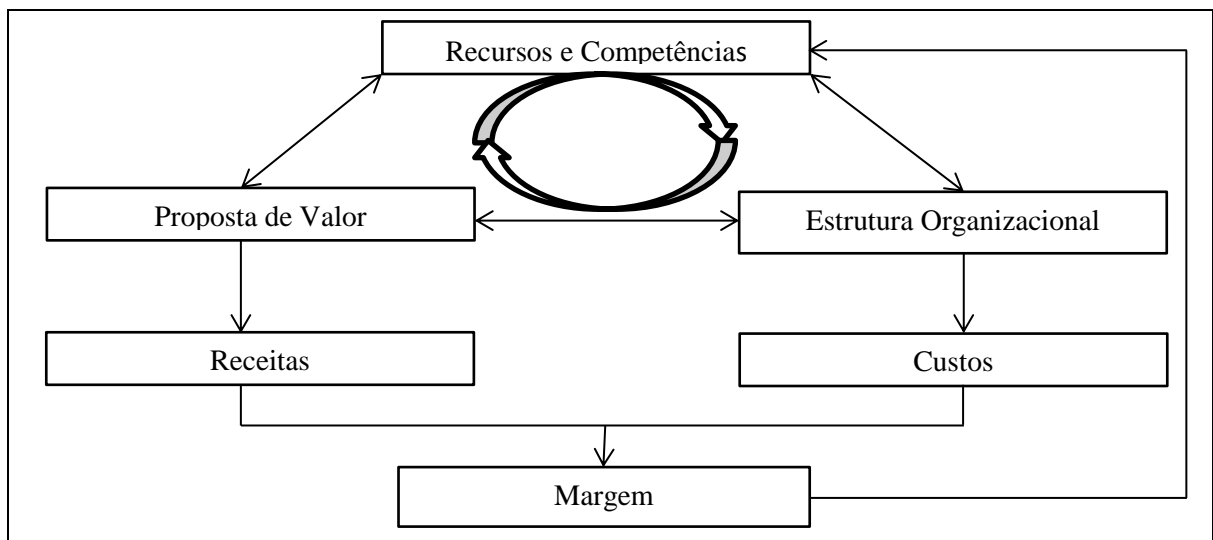 Recursos e Competências
Proposta de Valor
Estrutura Organizacional
Receitas
Custos
Margem